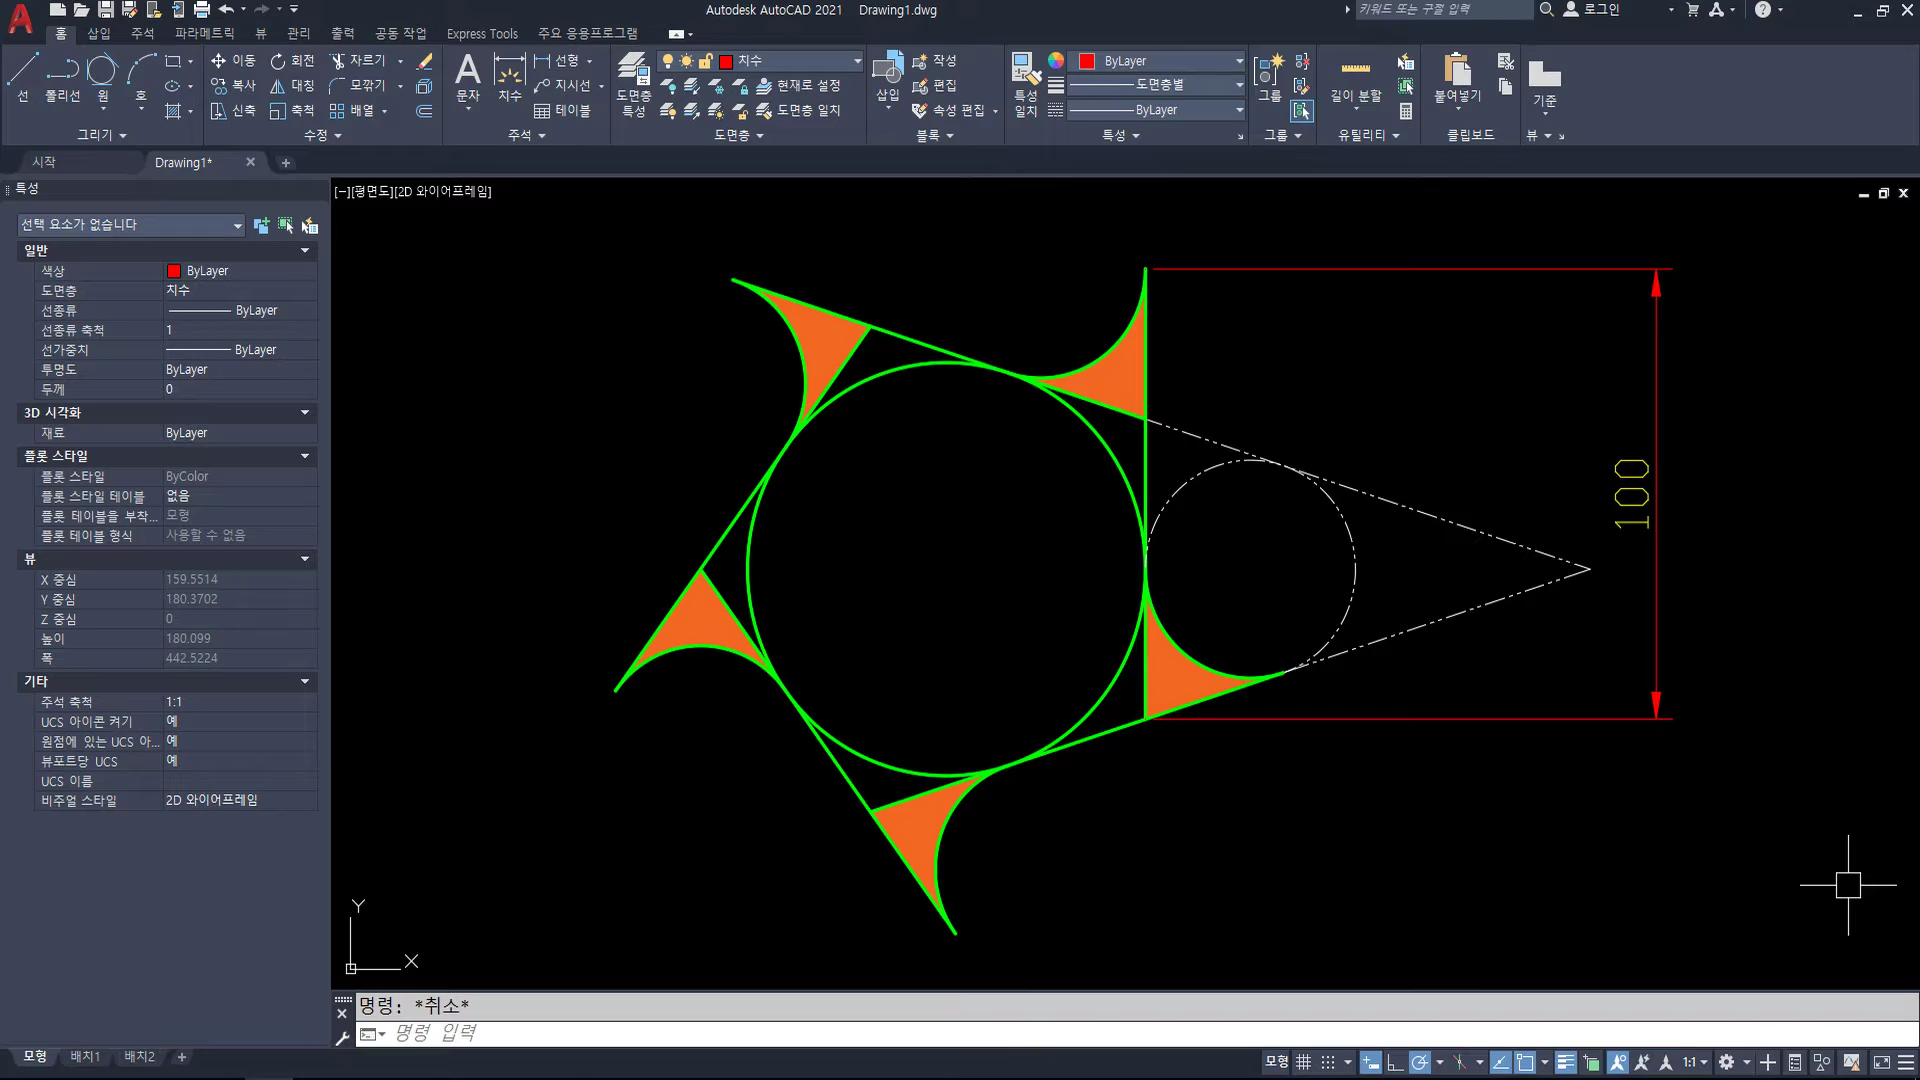 Autodesk AutoCAD 2021 Drawing1.dwg
키워드 또는 구절 입력
로그인
홈 삽입 주석 파라메트릭 뷰 관리 출력 공동 작업 Express Tools 주요 응용프로그램
선 폴리선 원 호
그리기
이동 회전 자르기
복사 대칭 모깎기
신축 축척 배열
수정
문자 치수
선형
지시선
테이블
주석
도면층 특성
치수
현재로 설정
도면층 일치
도면층
삽입
작성
편집
속성 편집
블록
특성 일치
ByLayer
도면층별
ByLayer
특성
그룹
그룹
길이 분할
유틸리티
붙여넣기
클립보드
기준
뷰
시작 Drawing1*
특성
선택 요소가 없습니다
일반
색상 ByLayer
도면층 치수
선종류 ByLayer
선종류 축척 1
선가중치 ByLayer
투명도 ByLayer
두께 0
3D 시각화
재료 ByLayer
플롯 스타일
플롯 스타일 ByColor
플롯 스타일 테이블 없음
플롯 테이블을 부착... 모형
플롯 테이블 형식 사용할 수 없음
뷰
X 중심 159.5514
Y 중심 180.3702
Z 중심 0
높이 180.099
폭 442.5224
기타
주석 축척 1:1
UCS 아이콘 켜기 예
원점에 있는 UCS 아... 예
뷰포트당 UCS 예
UCS 이름
비주얼 스타일 2D 와이어프레임
[−][평면도][2D 와이어프레임]
100
Y
X
명령: *취소*
명령 입력
모형 배치1 배치2
모형 1:1